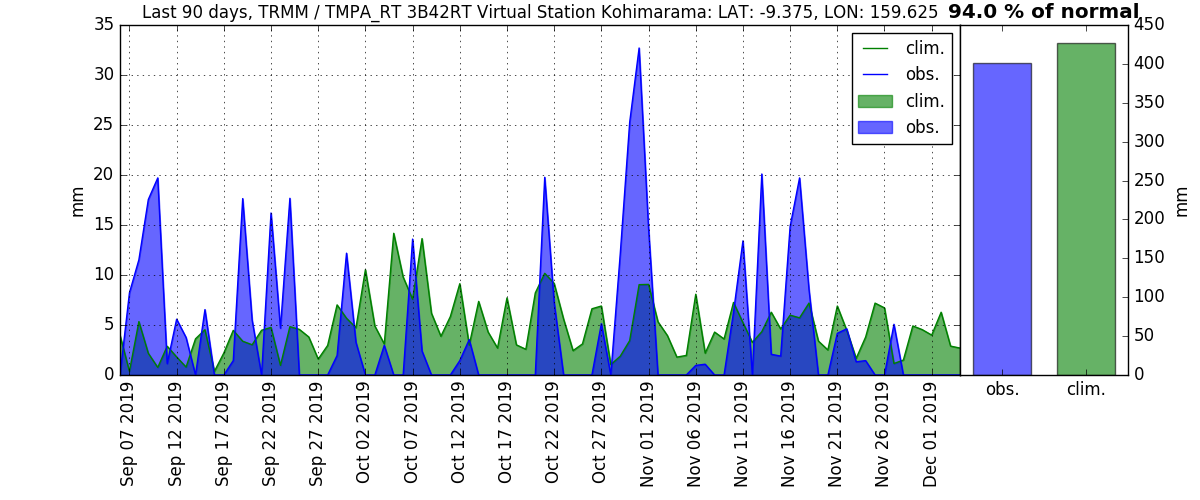 Last 90 days, TRMM / TMPA_RT 3B42RT Virtual Station Kohimarama: LAT: -9.375, LON: 159.625
94.0 % of normal
35
30
25
20
15
10
5
0
mm
clim.
obs.
clim.
obs.
450
400
350
300
250
200
150
100
50
0
mm
obs.
clim.
Sep 07 2019
Sep 12 2019
Sep 17 2019
Sep 22 2019
Sep 27 2019
Oct 02 2019
Oct 07 2019
Oct 12 2019
Oct 17 2019
Oct 22 2019
Oct 27 2019
Nov 01 2019
Nov 06 2019
Nov 11 2019
Nov 16 2019
Nov 21 2019
Nov 26 2019
Dec 01 2019